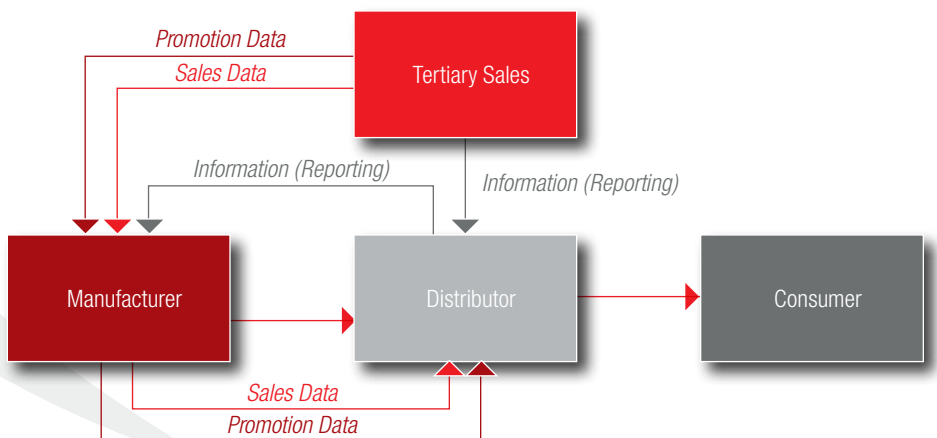 Promotion Data
Sales Data
Tertiary Sales
Information (Reporting)
Information (Reporting)
Manufacturer
Distributor
Consumer
Sales Data
Promotion Data